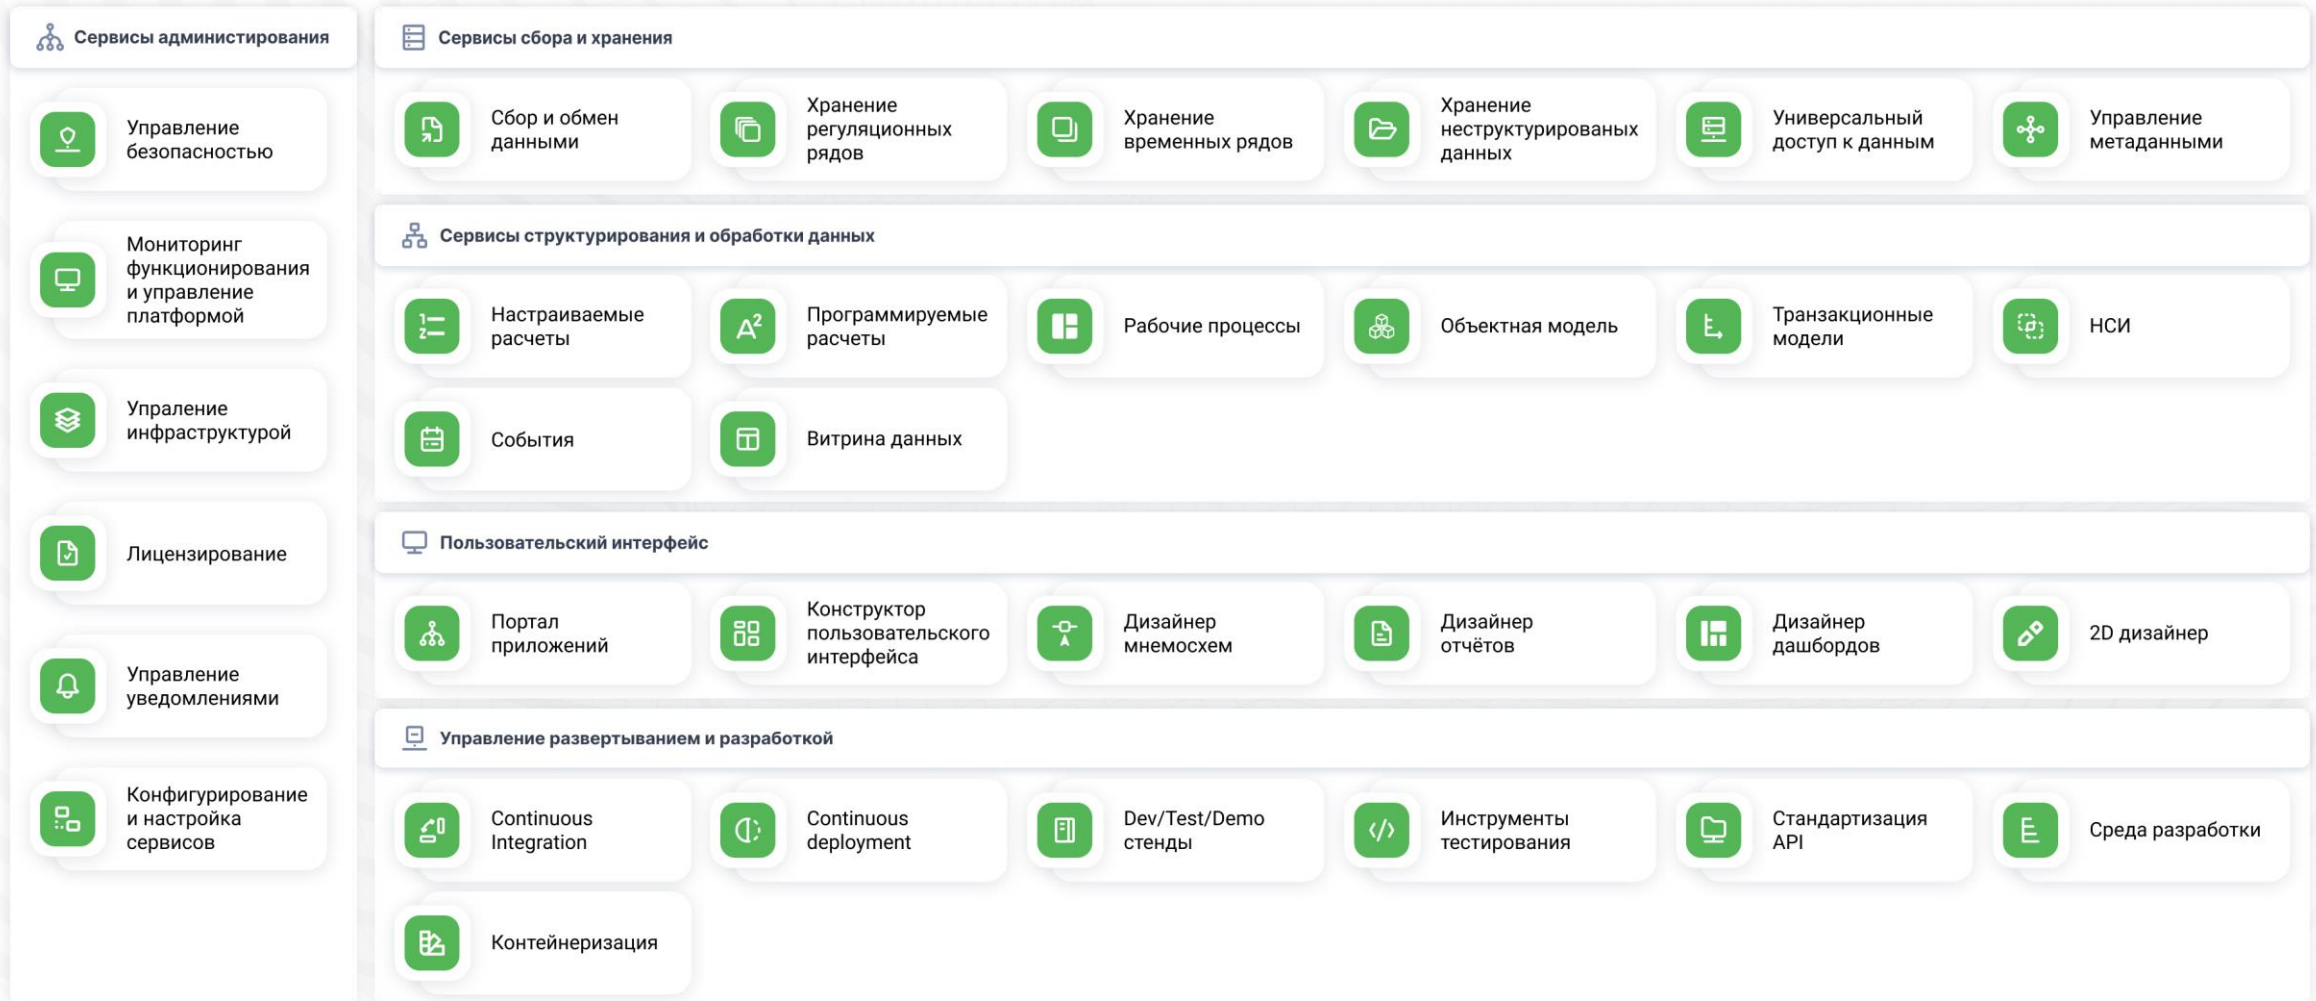 Сервисы администирования
Управление
безопасностью
Мониторинг
функционирования
и управление
платформой
Упраление
инфраструктурой
Лицензирование
Управление
уведомлениями
Конфигурирование
и настройка
сервисов
Сервисы сбора и хранения
Сбор и обмен
данными
Хранение
регуляционных
рядов
Хранение
временных рядов
Хранение
неструктурированых
данных
Универсальный
доступ к данным
Управление
метаданными
Сервисы структурирования и обработки данных
Настраиваемые
расчеты
Программируемые
расчеты
Рабочие процессы
Объектная модель
Транзакционные
модели
НСИ
События
Витрина данных
Пользовательский интерфейс
Портал
приложений
Конструктор
пользовательского
интерфейса
Дизайнер
мнемосхем
Дизайнер
отчётов
Дизайнер
дашбордов
2D дизайнер
Управление развертыванием и разработкой
Continuous
Integration
Continuous
deployment
Dev/Test/Demo
стенды
Инструменты
тестирования
Стандартизация
API
Среда разработки
Контейнеризация